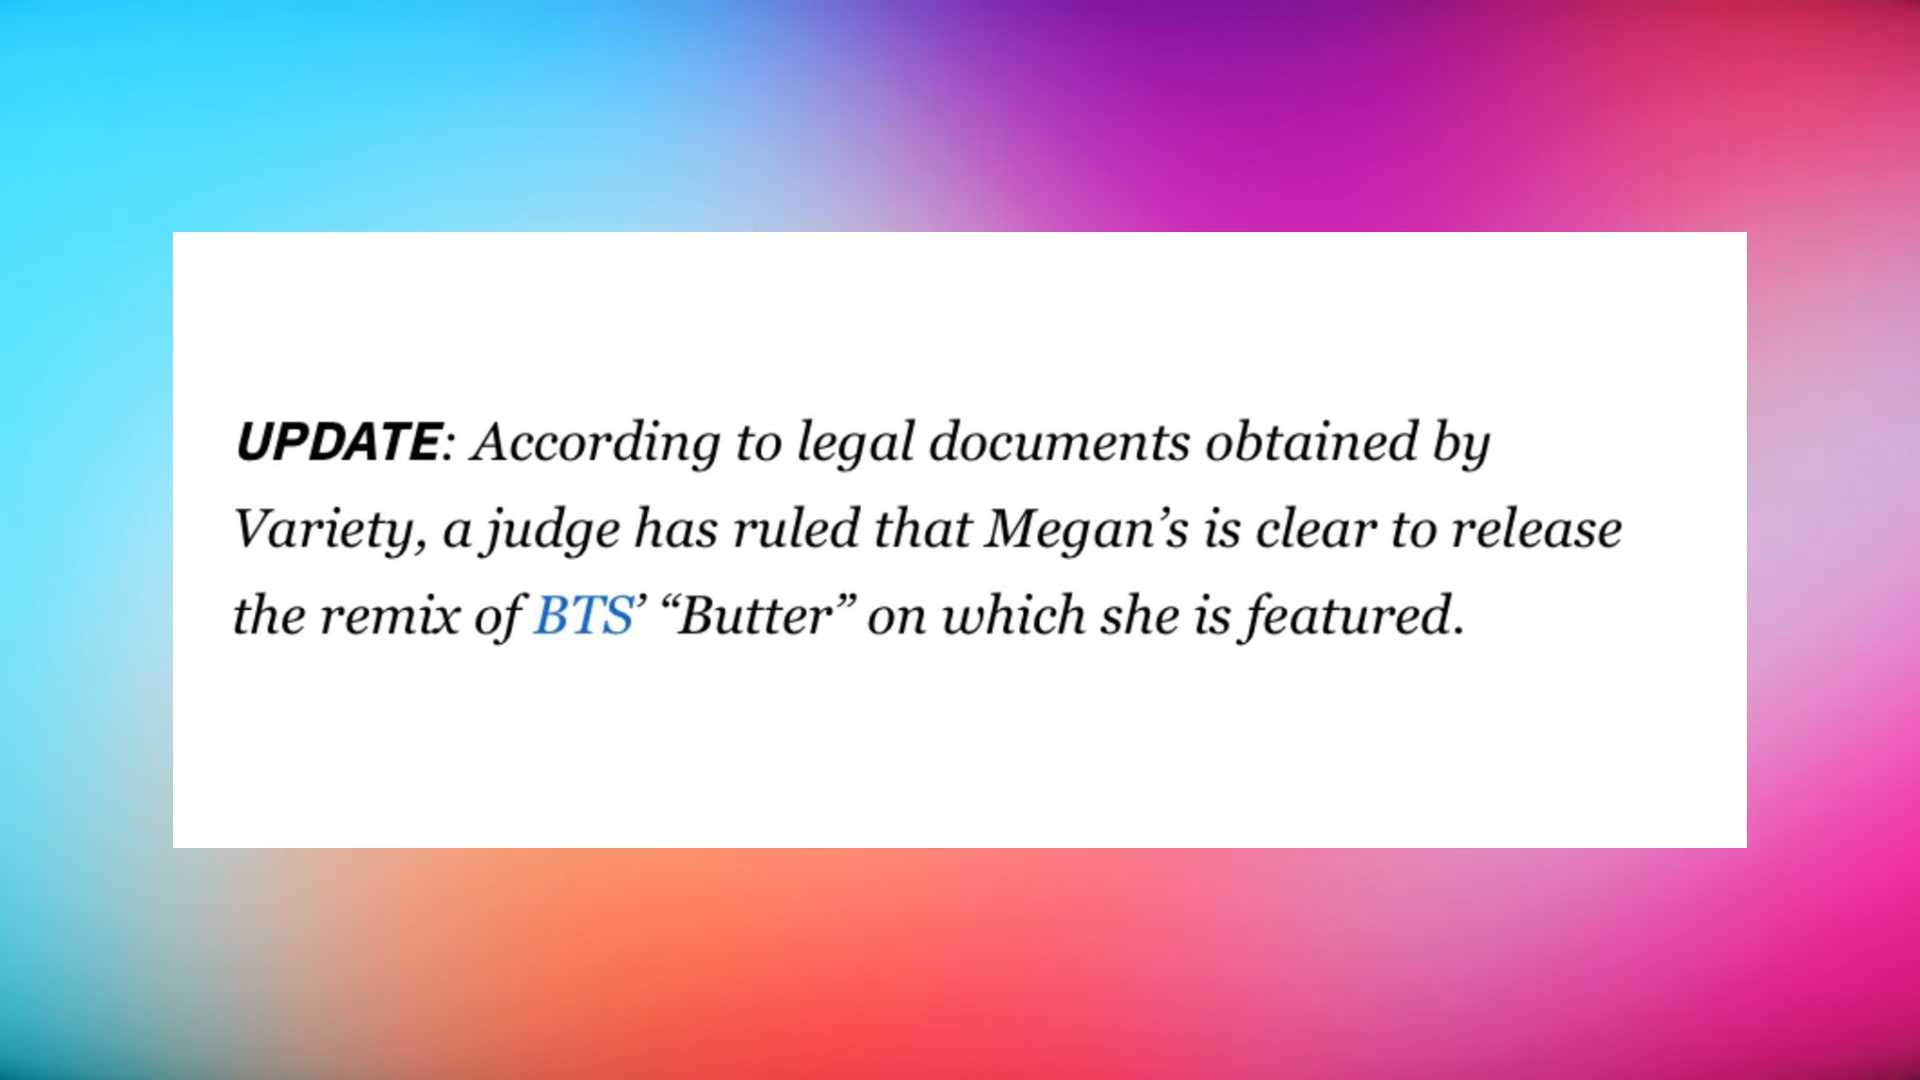 UPDATE: According to legal documents obtained by
Variety, a judge has ruled that Megan’s is clear to release
the remix of BTS’ “Butter” on which she is featured.